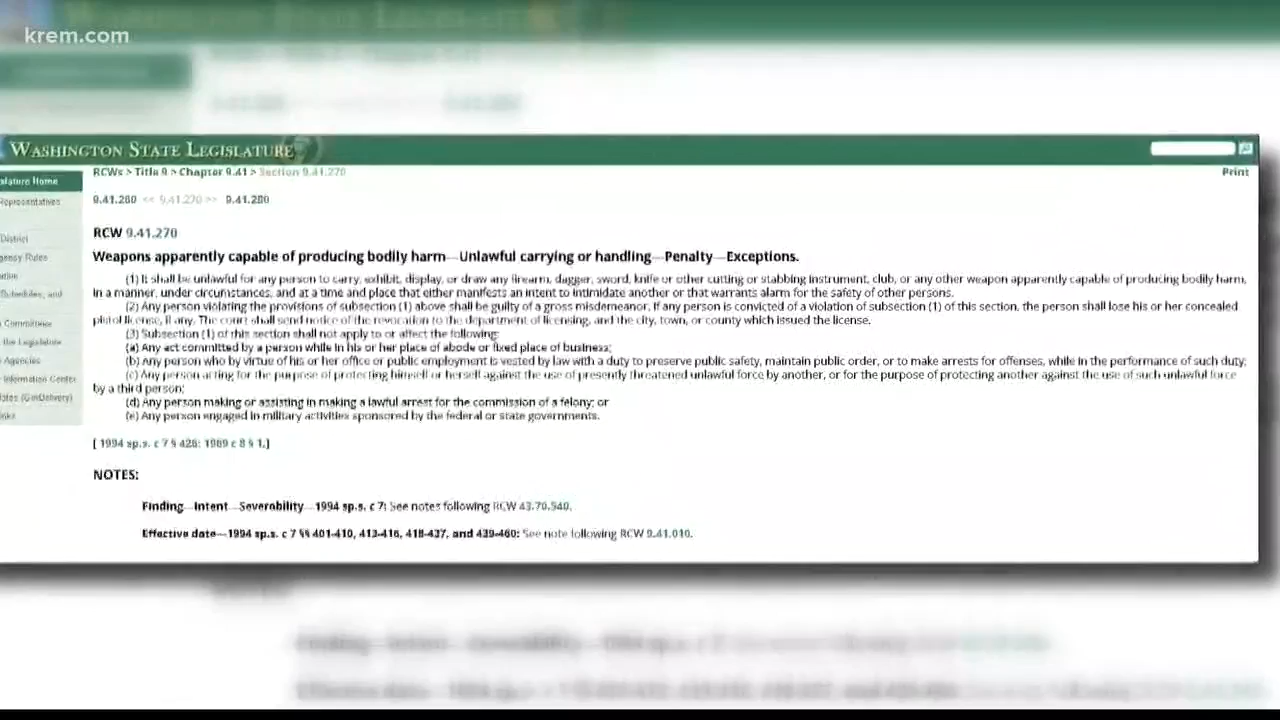 krem.com
WASHINGTON STATE LEGISLATURE
RCWs > Title 9 > Chapter 9.41 > Section 9.41.270
Print
slature Home
9.41.260 << 9.41.270 >> 9.41.280
Representatives
RCW 9.41.270
District
Weapons apparently capable of producing bodily harm—Unlawful carrying or handling—Penalty—Exceptions.
gency Rules
(1) It shall be unlawful for any person to carry, exhibit, display, or draw any firearm, dagger, sword, knife or other cutting or stabbing instrument, club, or any other weapon apparently capable of producing bodily harm,
in a manner, under circumstances, and at a time and place that either manifests an intent to intimidate another or that warrants alarm for the safety of other persons.
Schedules, and
(2) Any person violating the provisions of subsection (1) above shall be guilty of a gross misdemeanor. If any person is convicted of a violation of subsection (1) of this section, the person shall lose his or her concealed
pistol license, if any. The court shall send notice of the revocation to the department of licensing, and the city, town, or county which issued the license.
Committees
(3) Subsection (1) of this section shall not apply to or affect the following:
the Legislature
(a) Any act committed by a person while in his or her place of abode or fixed place of business;
Agencies
(b) Any person who by virtue of his or her office or public employment is vested by law with a duty to preserve public safety, maintain public order, or to make arrests for offenses, while in the performance of such duty;
Information Center
(c) Any person acting for the purpose of protecting himself or herself against the use of presently threatened unlawful force by another, or for the purpose of protecting another against the use of such unlawful force
by a third person;
(GovDelivery)
(d) Any person making or assisting in making a lawful arrest for the commission of a felony; or
(e) Any person engaged in military activities sponsored by the federal or state governments.
[ 1994 sp.s. c 7 § 426; 1969 c 8 § 1.]
NOTES:
Finding—Intent—Severability—1994 sp.s. c 7: See notes following RCW 43.70.540.
Effective date—1994 sp.s. c 7 §§ 401-410, 413-416, 418-437, and 439-460: See note following RCW 9.41.010.